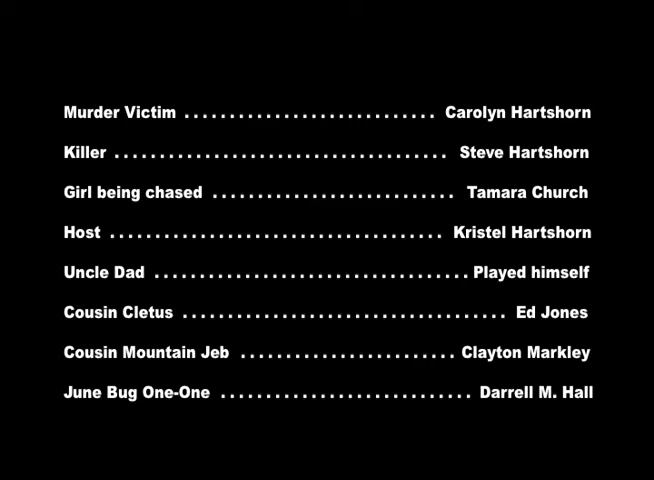 Murder Victim ............................ Carolyn Hartshorn
Killer ..................................... Steve Hartshorn
Girl being chased ........................... Tamara Church
Host ..................................... Kristel Hartshorn
Uncle Dad ................................... Played himself
Cousin Cletus .................................... Ed Jones
Cousin Mountain Jeb ........................ Clayton Markley
June Bug One-One ............................ Darrell M. Hall